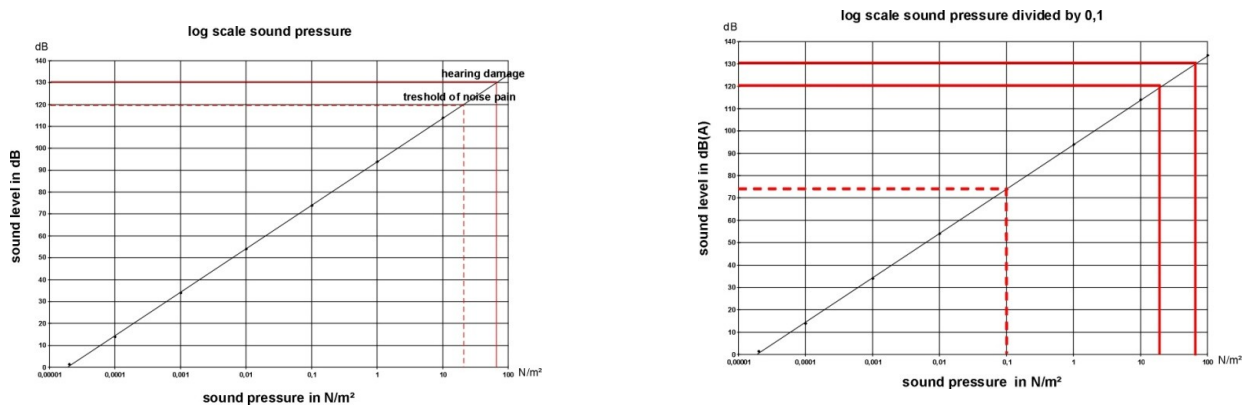 log scale sound pressure
dB
140
130
120
110
100
90
80
70
60
50
40
30
20
10
0
hearing damage
treshold of noise pain
sound level in dB
0,00001 0,0001 0,001 0,01 0,1 1 10 100 N/m²
sound pressure in N/m²
log scale sound pressure divided by 0,1
dB
140
130
120
110
100
90
80
70
60
50
40
30
20
10
0
sound level in dB(A)
0,00001 0,0001 0,001 0,01 0,1 1 10 100 N/m²
sound pressure in N/m²